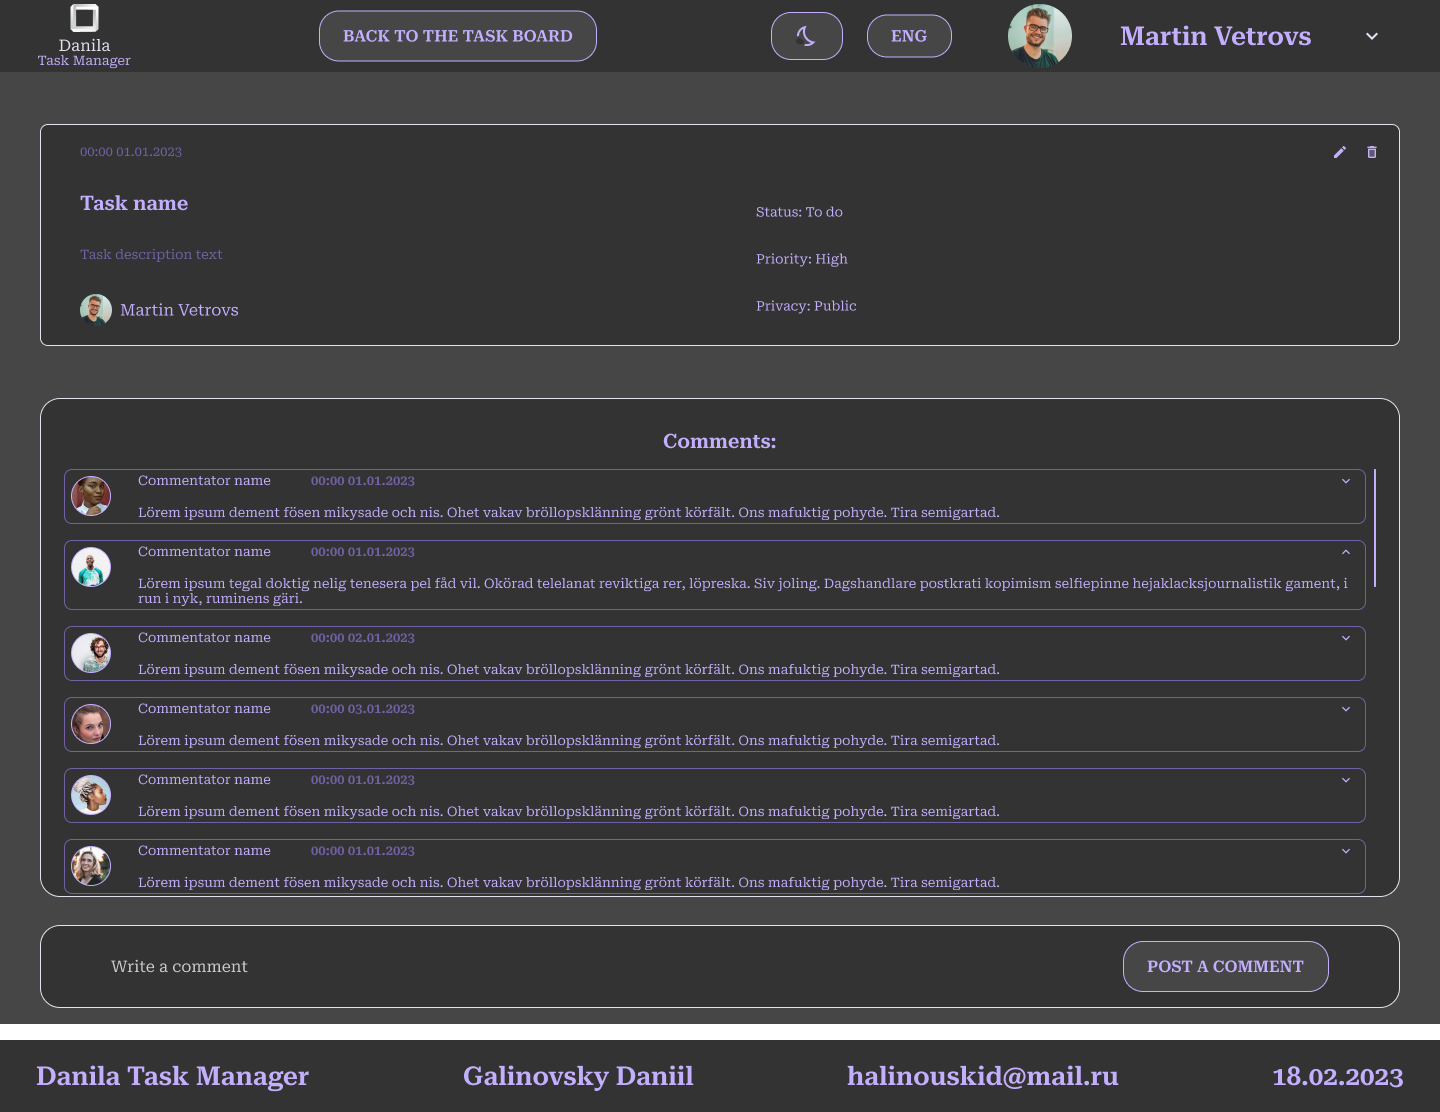 Danila
Task Manager
BACK TO THE TASK BOARD
ENG
Martin Vetrovs
00:00 01.01.2023
Task name
Task description text
Martin Vetrovs
Status: To do
Priority: High
Privacy: Public
Comments:
Commentator name 00:00 01.01.2023
Lörem ipsum dement fösen mikysade och nis. Ohet vakav bröllopsklänning grönt körfält. Ons mafuktig pohyde. Tira semigartad.
Commentator name 00:00 01.01.2023
Lörem ipsum tegal doktig nelig tenesera pel fåd vil. Okörad telelanat reviktiga rer, löpreska. Siv joling. Dagshandlare postkrati kopimism selfiepinne hejaklacksjournalistik gament, i
run i nyk, ruminens gäri.
Commentator name 00:00 02.01.2023
Lörem ipsum dement fösen mikysade och nis. Ohet vakav bröllopsklänning grönt körfält. Ons mafuktig pohyde. Tira semigartad.
Commentator name 00:00 03.01.2023
Lörem ipsum dement fösen mikysade och nis. Ohet vakav bröllopsklänning grönt körfält. Ons mafuktig pohyde. Tira semigartad.
Commentator name 00:00 01.01.2023
Lörem ipsum dement fösen mikysade och nis. Ohet vakav bröllopsklänning grönt körfält. Ons mafuktig pohyde. Tira semigartad.
Commentator name 00:00 01.01.2023
Lörem ipsum dement fösen mikysade och nis. Ohet vakav bröllopsklänning grönt körfält. Ons mafuktig pohyde. Tira semigartad.
Write a comment
POST A COMMENT
Danila Task Manager
Galinovsky Daniil
halinouskid@mail.ru
18.02.2023